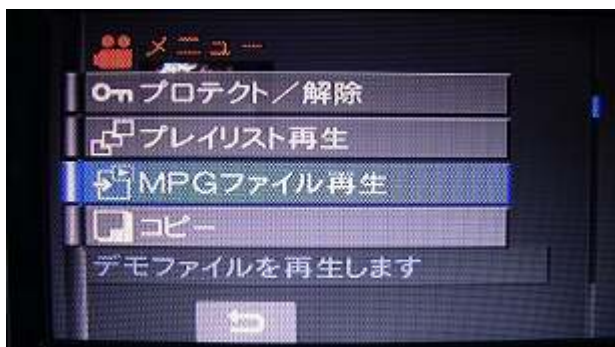 メニュー
プロテクト／解除
プレイリスト再生
MPGファイル再生
コピー
デモファイルを再生します